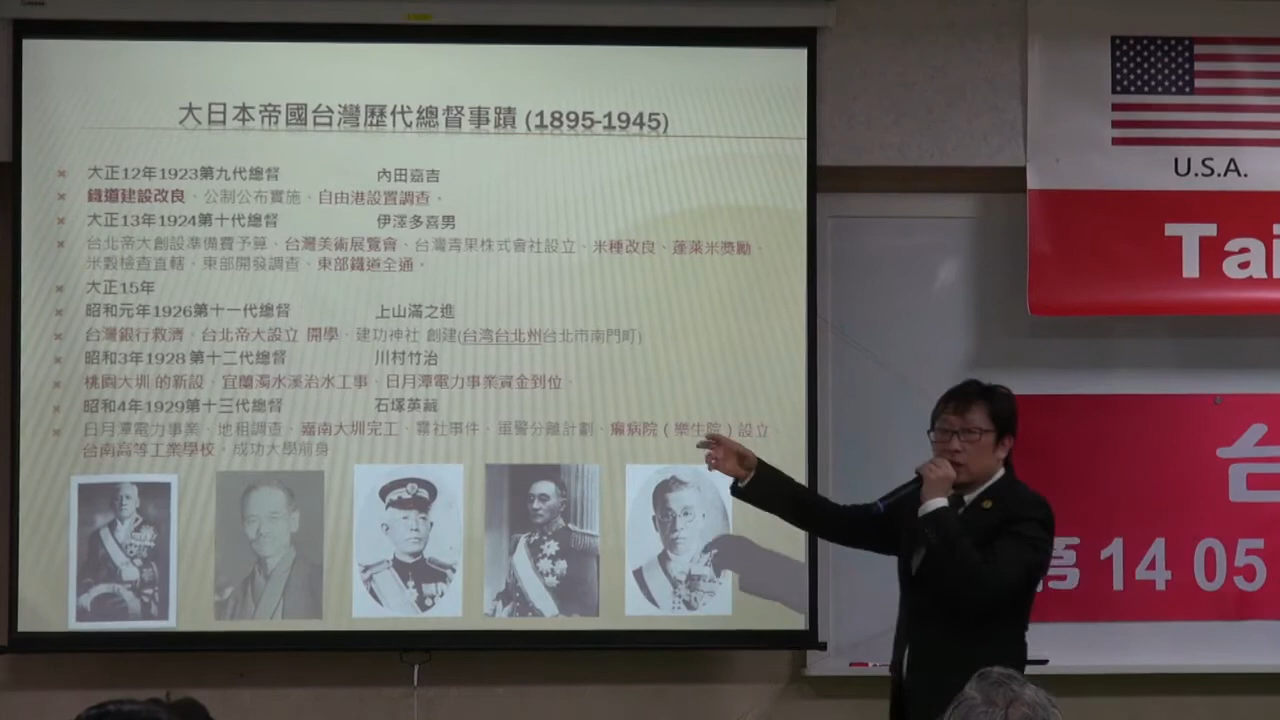 大日本帝國台灣歷代總督事蹟 (1895-1945)
大正12年1923第九代總督 內田嘉吉
鐵道建設改良、公制公布實施、自由港設置調查。
大正13年1924第十代總督 伊澤多喜男
台北帝大創設準備費予算、台灣美術展覽會、台灣青果株式會社設立、米種改良、蓬萊米獎勵、
米穀檢查直轄、東部開發調查、東部鐵道全通。
大正15年
昭和元年1926第十一代總督 上山滿之進
台灣銀行救濟、台北帝大設立 開學、建功神社 創建(台湾台北州台北市南門町)
昭和3年1928 第十二代總督 川村竹治
桃園大圳 的新設、宜蘭濁水溪治水工事、日月潭電力事業資金到位、
昭和4年1929第十三代總督 石塚英藏
日月潭電力事業、地租調查、嘉南大圳完工、霧社事件、軍警分離計劃、癩病院（樂生院）設立、
台南高等工業學校。成功大學前身
U.S.A.
Tai
台
14 05